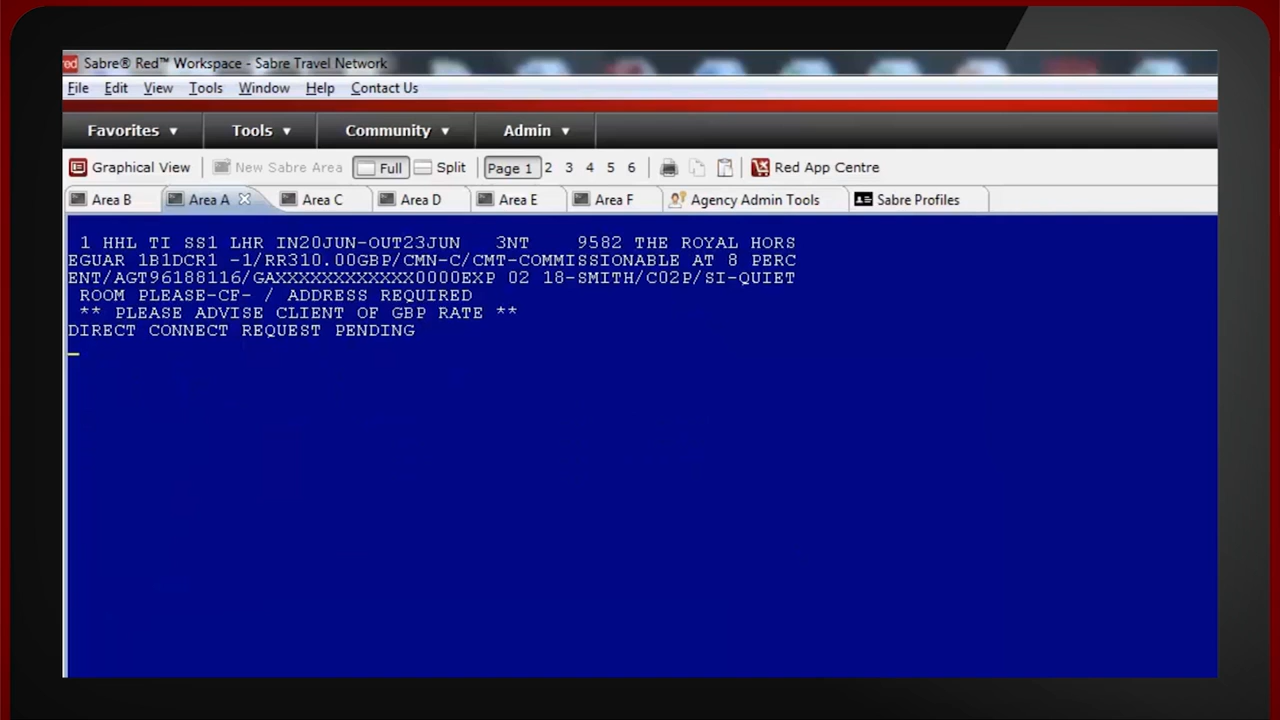 red Sabre® Red™ Workspace - Sabre Travel Network
File Edit View Tools Window Help Contact Us
Favorites Tools Community Admin
Graphical View New Sabre Area Full Split Page 1 2 3 4 5 6 Red App Centre
Area B Area A Area C Area D Area E Area F Agency Admin Tools Sabre Profiles
1 HHL TI SS1 LHR IN20JUN-OUT23JUN 3NT 9582 THE ROYAL HORS
EGUAR 1B1DCR1 -1/RR310.00GBP/CMN-C/CMT-COMMISSIONABLE AT 8 PERC
ENT/AGT96188116/GAXXXXXXXXXXXX0000EXP 02 18-SMITH/C02P/SI-QUIET
ROOM PLEASE-CF- / ADDRESS REQUIRED
** PLEASE ADVISE CLIENT OF GBP RATE **
DIRECT CONNECT REQUEST PENDING